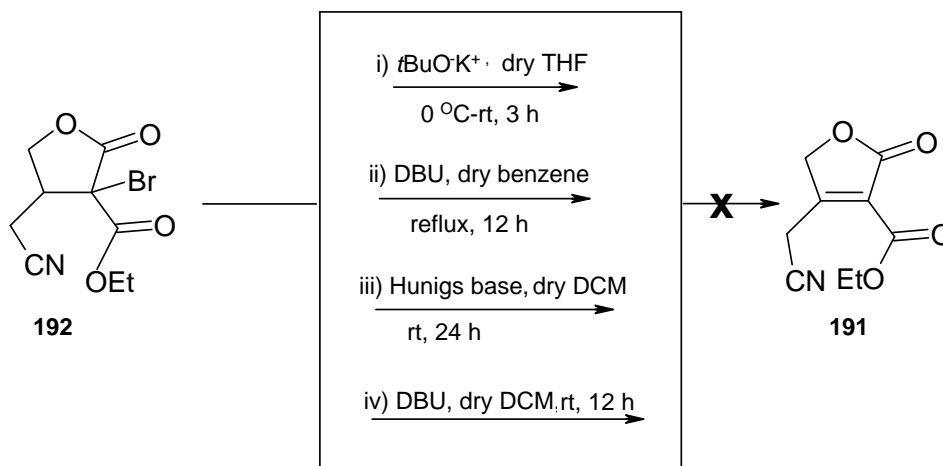 i) tBuO-K+, dry THF
0 OC-rt, 3 h
ii) DBU, dry benzene
reflux, 12 h
iii) Hunigs base, dry DCM
rt, 24 h
iv) DBU, dry DCM, rt, 12 h
O
O
Br
O
CN
OEt
192
X
O
O
O
CN
EtO
191